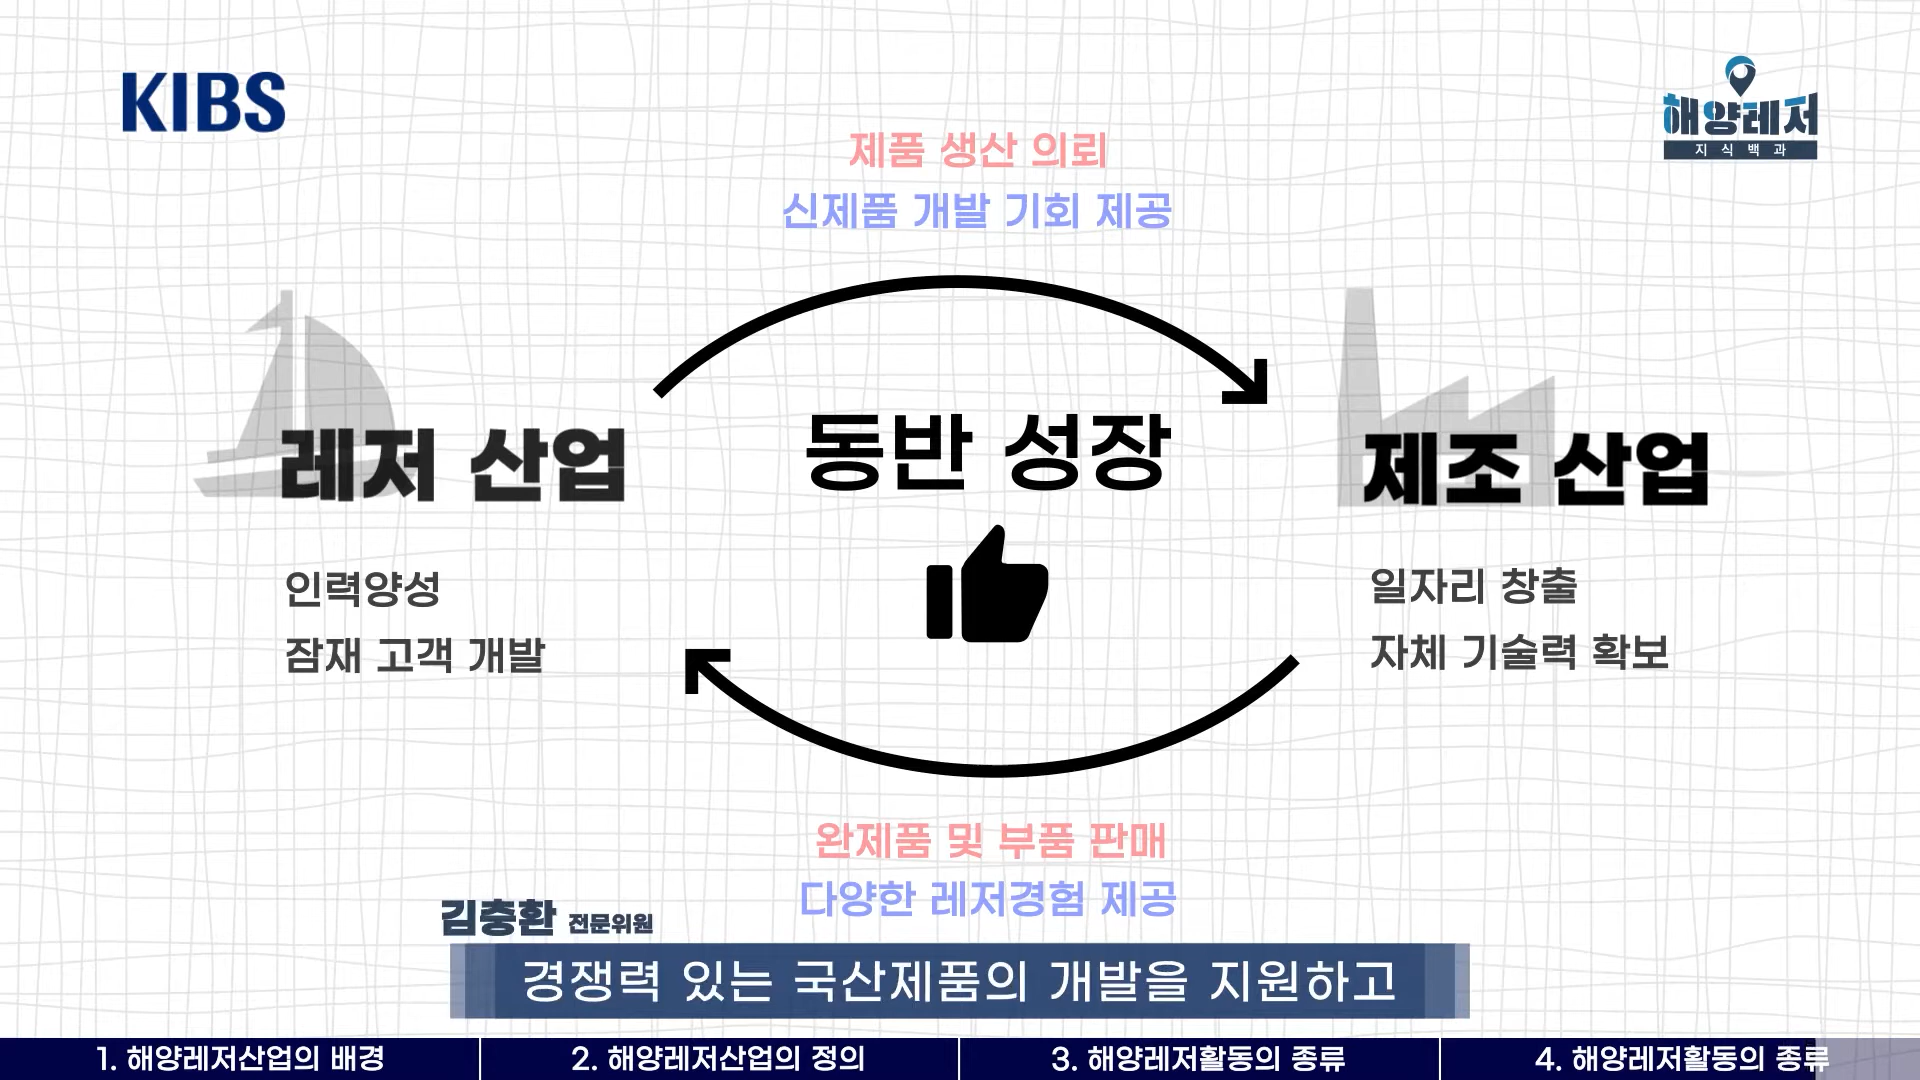 KIBS
해양레저
지식백과
제품 생산 의뢰
신제품 개발 기회 제공
레저 산업
동반 성장
제조 산업
인력양성
잠재 고객 개발
일자리 창출
자체 기술력 확보
완제품 및 부품 판매
다양한 레저경험 제공
김충환 전문위원
경쟁력 있는 국산제품의 개발을 지원하고
1. 해양레저산업의 배경
2. 해양레저산업의 정의
3. 해양레저활동의 종류
4. 해양레저활동의 종류